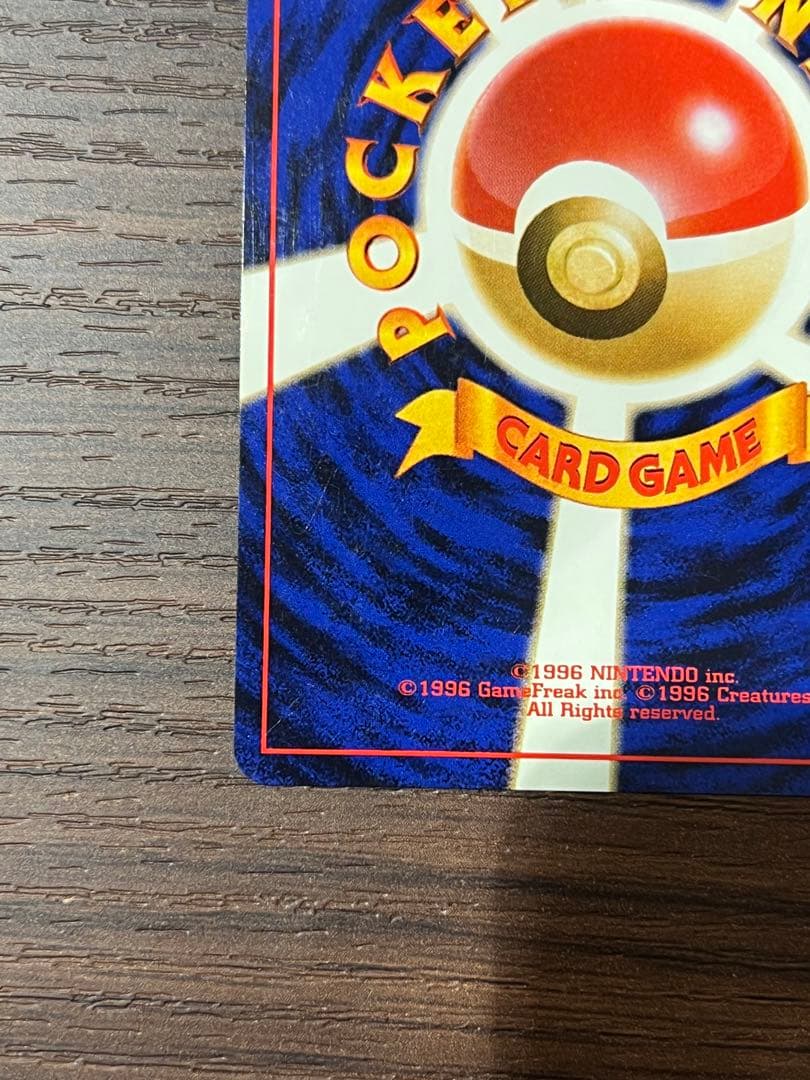 POCKE
CARD GAME
©1996 NINTENDO inc.
©1996 GameFreak inc. ©1996 Creatures
All Rights reserved.